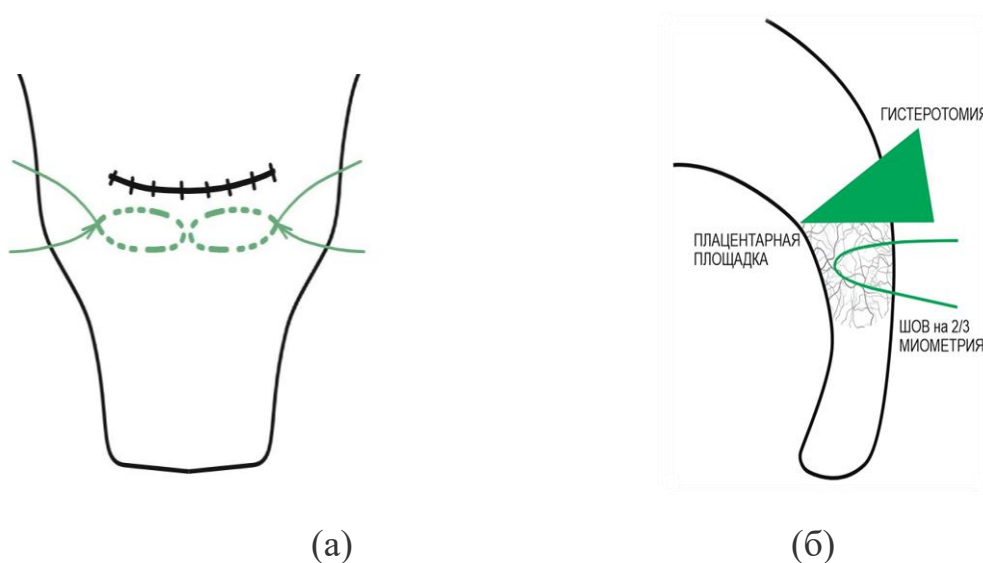 ГИСТЕРОТОМИЯ
ПЛАЦЕНТАРНАЯ
ПЛОЩАДКА
ШОВ на 2/3
МИОМЕТРИЯ
(а)
(б)